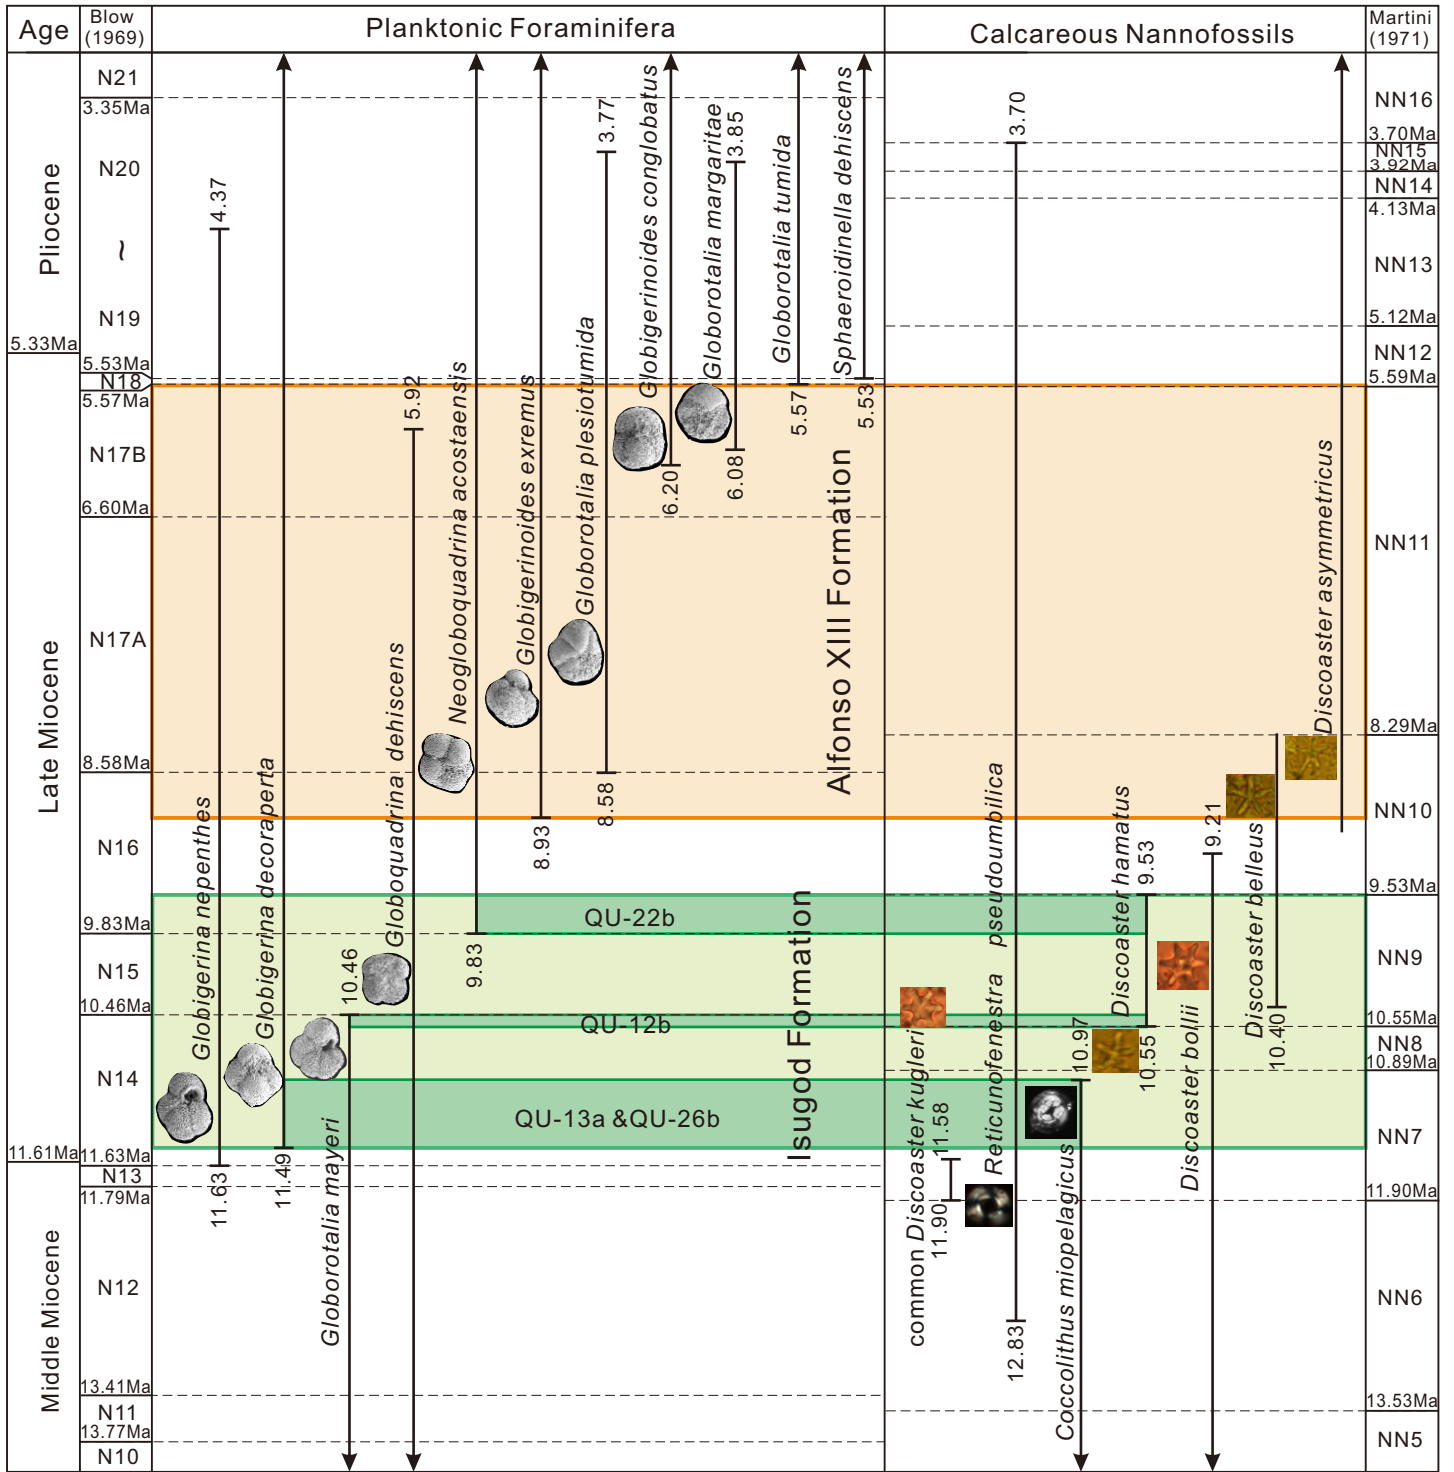 Age
Blow
(1969)
Planktonic Foraminifera
Calcareous Nannofossils
Martini
(1971)
Pliocene
5.33Ma
Late Miocene
11.61Ma
Middle Miocene
N21
3.35Ma
N20
~
N19
5.53Ma
N18
5.57Ma
N17B
6.60Ma
N17A
8.58Ma
N16
9.83Ma
N15
10.46Ma
N14
11.63Ma
N13
11.79Ma
N12
13.41Ma
N11
13.77Ma
N10
Globigerina nepenthes
4.37
11.63
Globigerina decoraperta
11.49
Globorotalia mayeri
10.46
Globoquadrina dehiscens
5.92
Neogloboquadrina acostaensis
9.83
Globigerinoides exremus
8.93
Globorotalia plesiotumida
3.77
8.58
Globigerinoides conglobatus
6.20
Globorotalia margaritae
3.85
6.08
Globorotalia tumida
5.57
Sphaeroidinella dehiscens
5.53
Alfonso XIII Formation
Isugod Formation
QU-22b
QU-12b
QU-13a &QU-26b
common Discoaster kugleri
11.58
11.90
Reticunofenestra pseudoumbilica
3.70
12.83
Coccolithus miopelagicus
10.97
Discoaster hamatus
9.53
10.55
Discoaster bollii
9.21
Discoaster belleus
10.40
Discoaster asymmetricus
NN16
3.70Ma
NN15
3.92Ma
NN14
4.13Ma
NN13
5.12Ma
NN12
5.59Ma
NN11
8.29Ma
NN10
9.53Ma
NN9
10.55Ma
NN8
10.89Ma
NN7
11.90Ma
NN6
13.53Ma
NN5